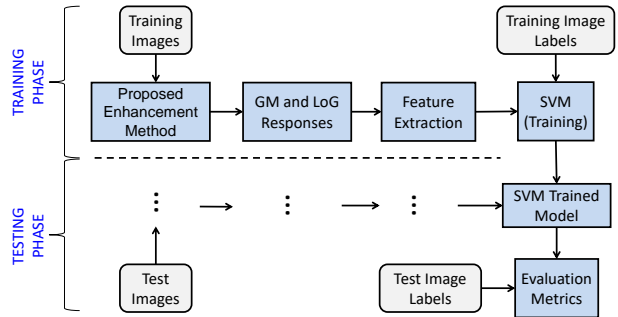 Training
Images
Training Image
Labels
TRAINING
PHASE
Proposed
Enhancement
Method
GM and LoG
Responses
Feature
Extraction
SVM
(Training)
TESTING
PHASE
SVM Trained
Model
Test
Images
Test Image
Labels
Evaluation
Metrics